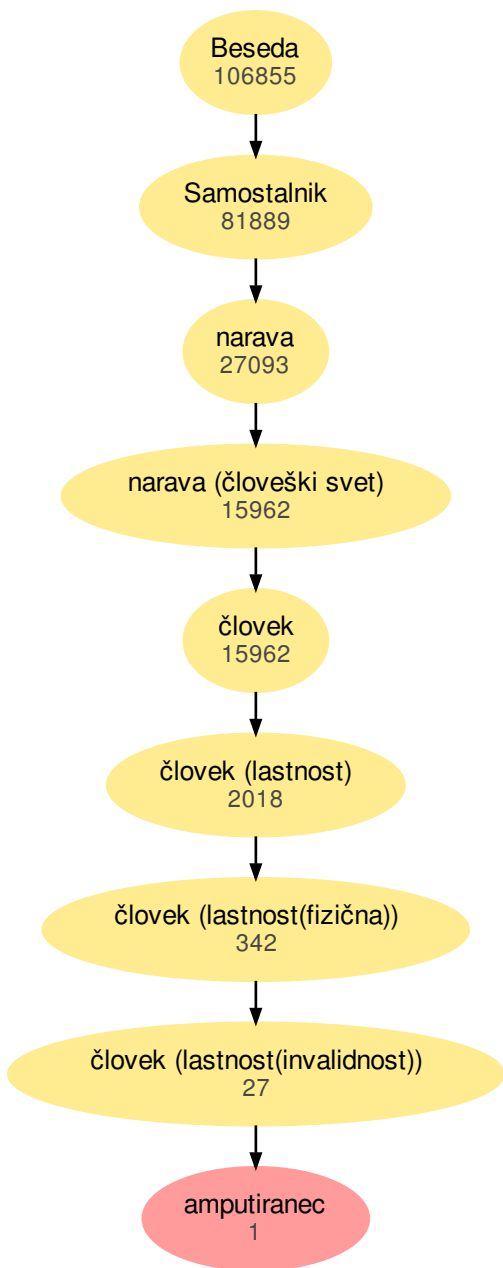 Beseda
106855
Samostalnik
81889
narava
27093
narava (človeški svet)
15962
človek
15962
človek (lastnost)
2018
človek (lastnost(fizična))
342
človek (lastnost(invalidnost))
27
amputiranec
1